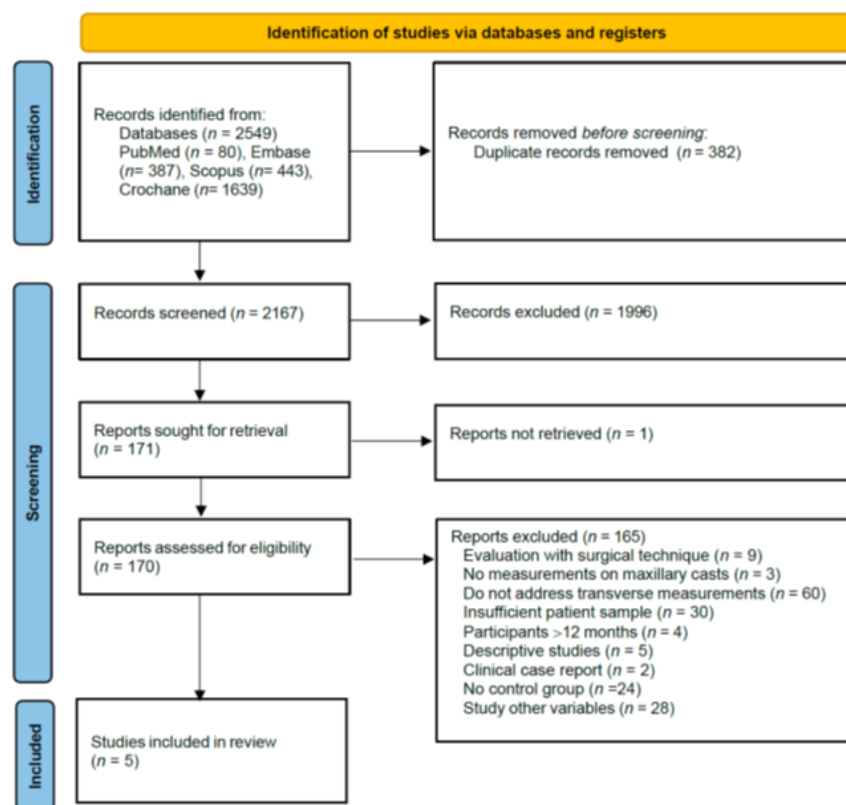 Identification of studies via databases and registers
Identification
Records identified from:
Databases (n = 2549)
PubMed (n = 80), Embase
(n= 387), Scopus (n= 443),
Crochane (n= 1639)
Records removed before screening:
Duplicate records removed (n = 382)
Screening
Records screened (n = 2167)
Records excluded (n = 1996)
Reports sought for retrieval
(n = 171)
Reports not retrieved (n = 1)
Reports assessed for eligibility
(n = 170)
Reports excluded (n = 165)
Evaluation with surgical technique (n = 9)
No measurements on maxillary casts (n = 3)
Do not address transverse measurements (n = 60)
Insufficient patient sample (n = 30)
Participants >12 months (n = 4)
Descriptive studies (n = 5)
Clinical case report (n = 2)
No control group (n =24)
Study other variables (n = 28)
Included
Studies included in review
(n = 5)